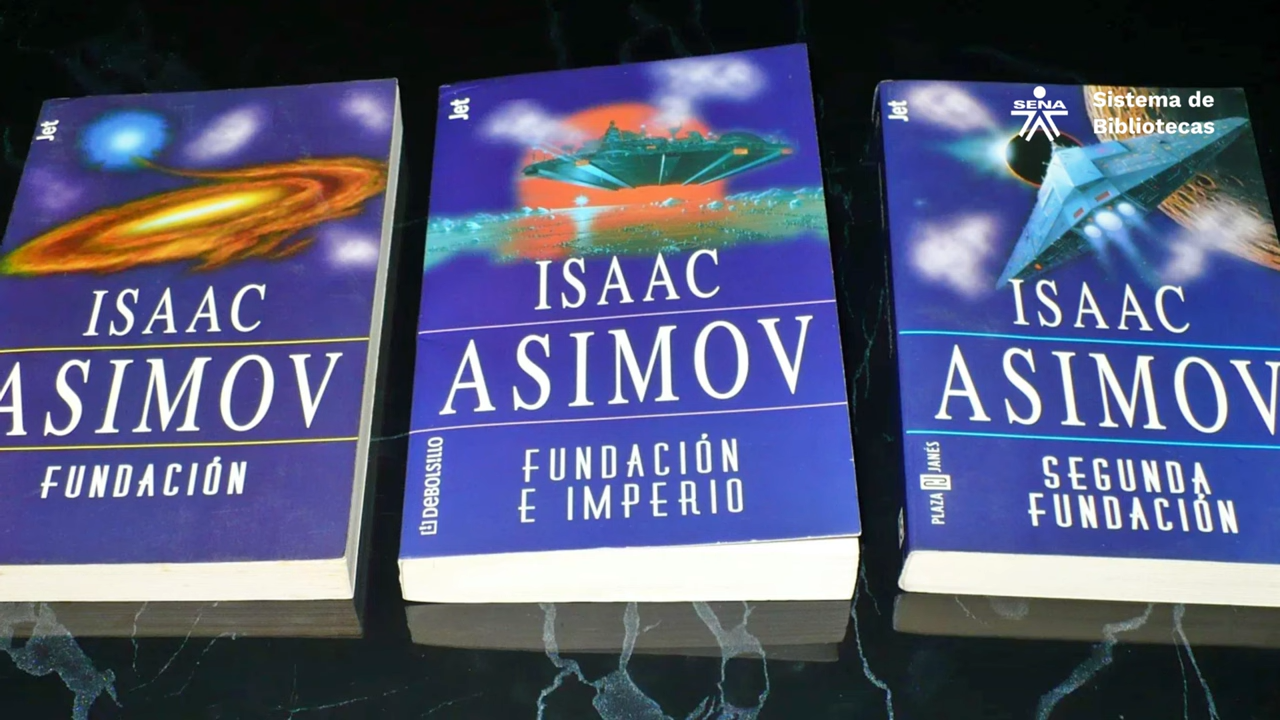 Jet
ISAAC
ASIMOV
FUNDACIÓN
Jet
ISAAC
ASIMOV
DEBOLSILLO
FUNDACIÓN
E IMPERIO
Jet
SENA
Sistema de
Bibliotecas
ISAAC
ASIMOV
PLAZA JANÉS
SEGUNDA
FUNDACIÓN